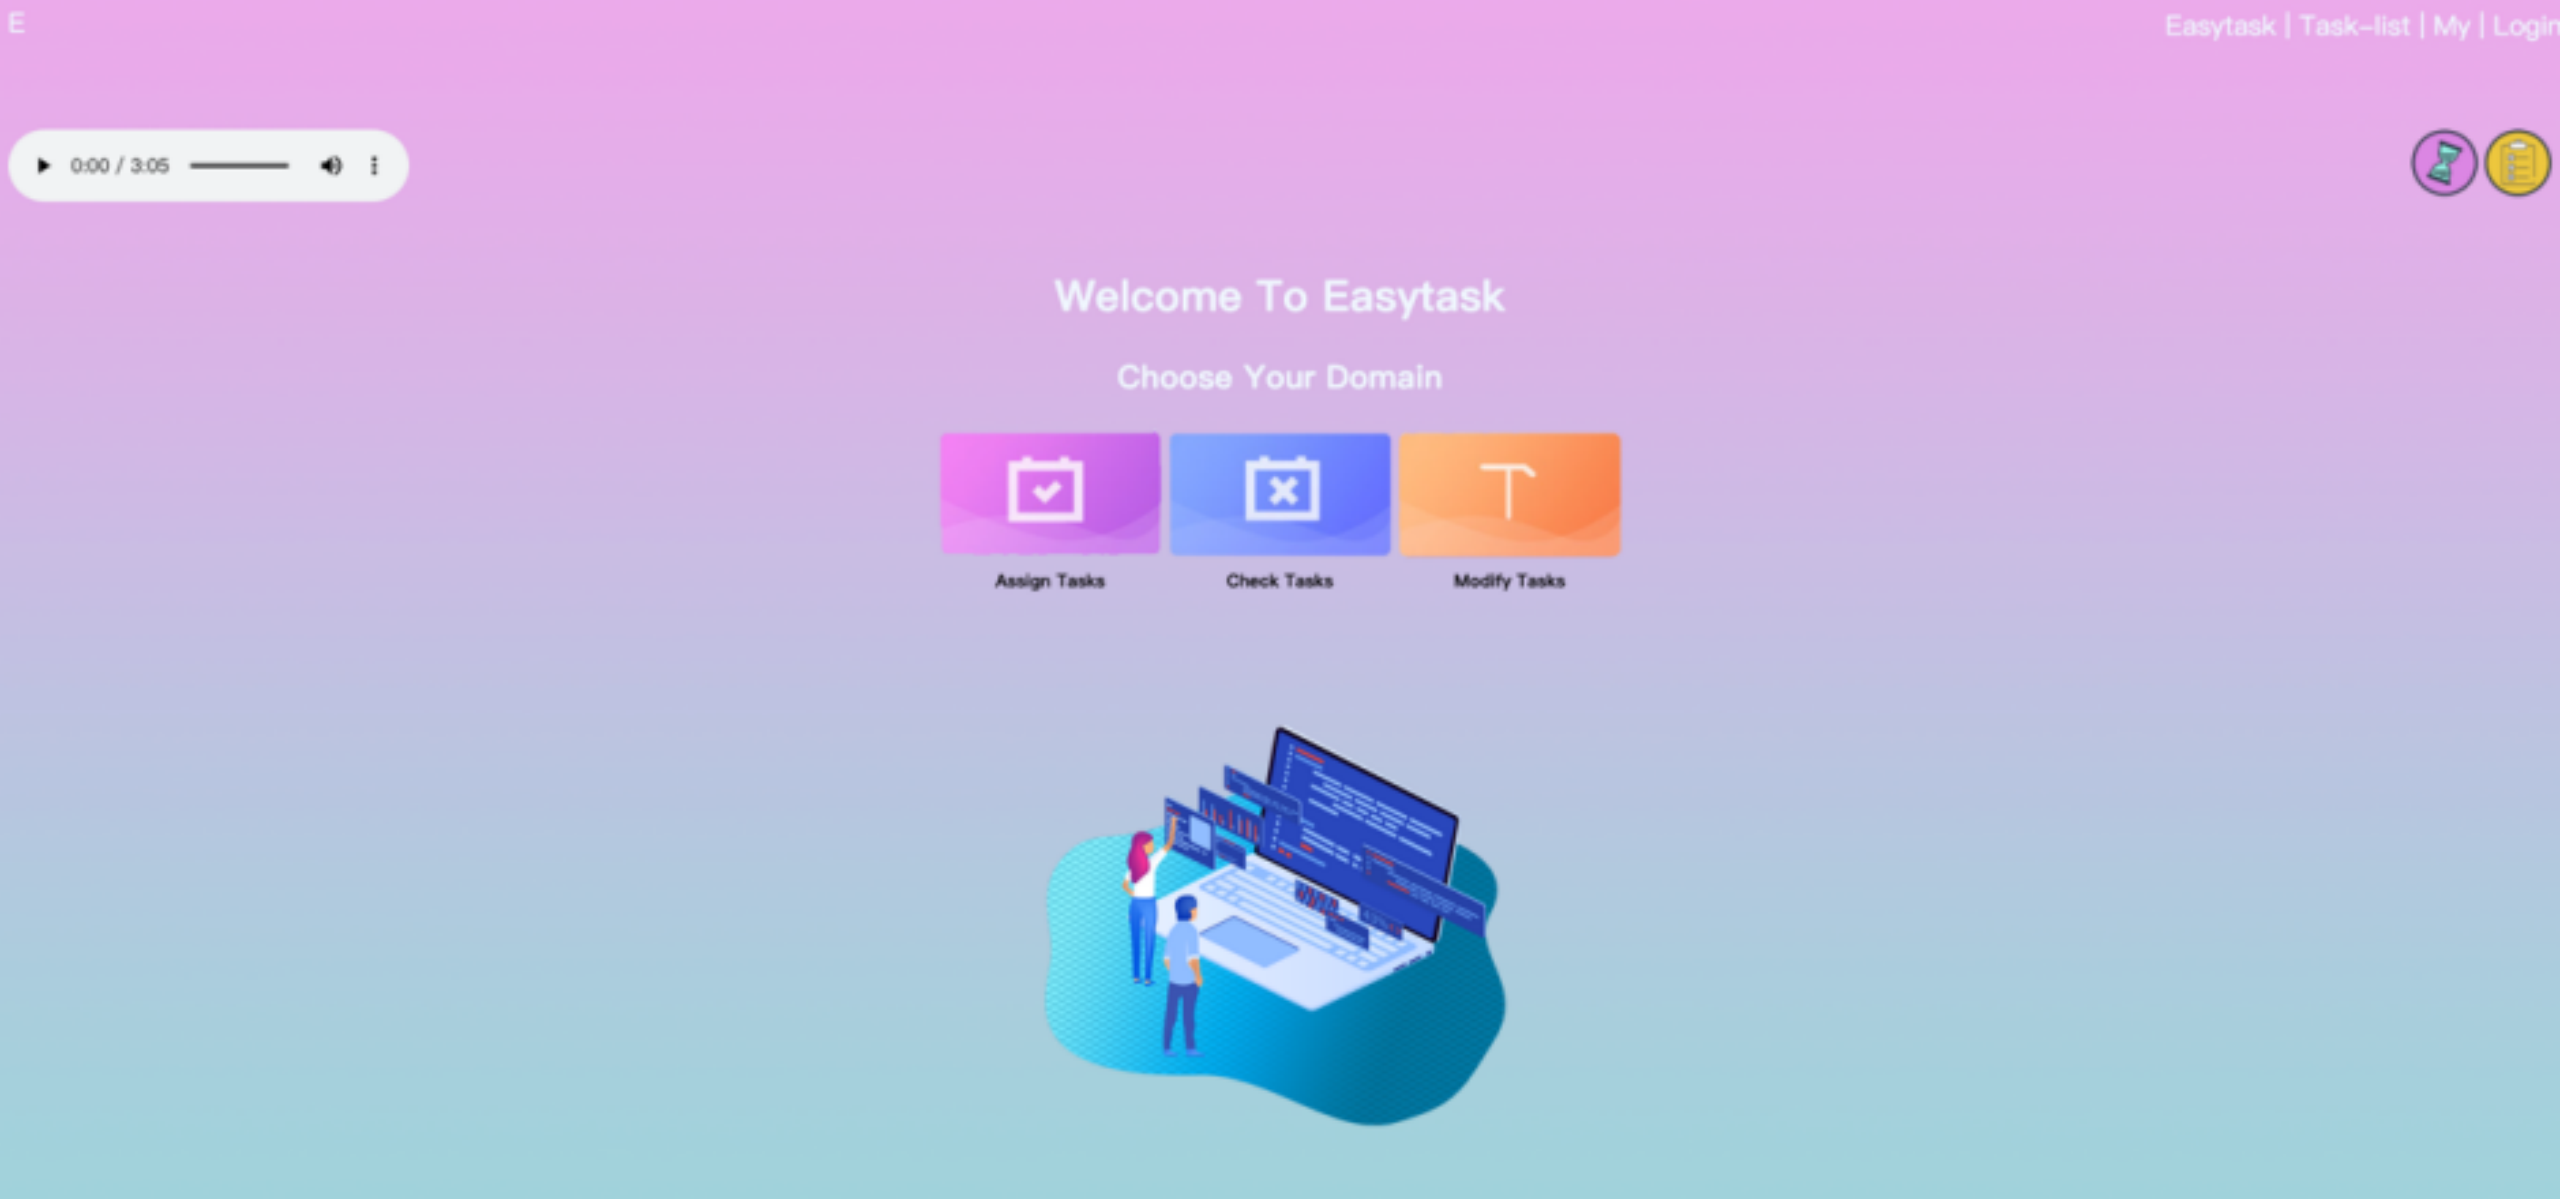 E
Easytask | Task-list | My | Login
0:00 / 3:05
Welcome To Easytask
Choose Your Domain
Assign Tasks
Check Tasks
Modify Tasks